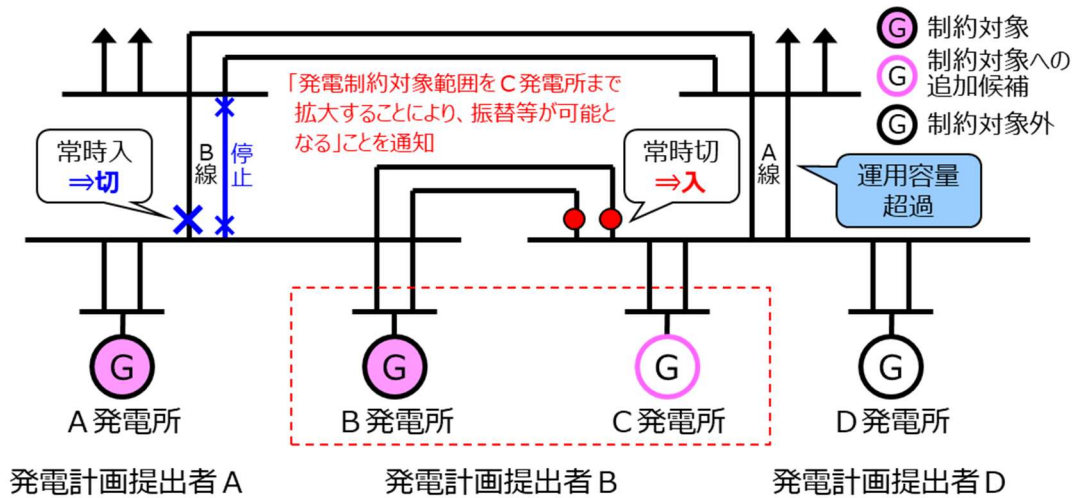 G 制約対象
G 制約対象への
追加候補
G 制約対象外
「発電制約対象範囲をC発電所まで
拡大することにより、振替等が可能と
なる」ことを通知
常時入
⇒切
B線
停止
常時切
⇒入
A線
運用容量
超過
G
G
G
G
A発電所
B発電所
C発電所
D発電所
発電計画提出者A
発電計画提出者B
発電計画提出者D